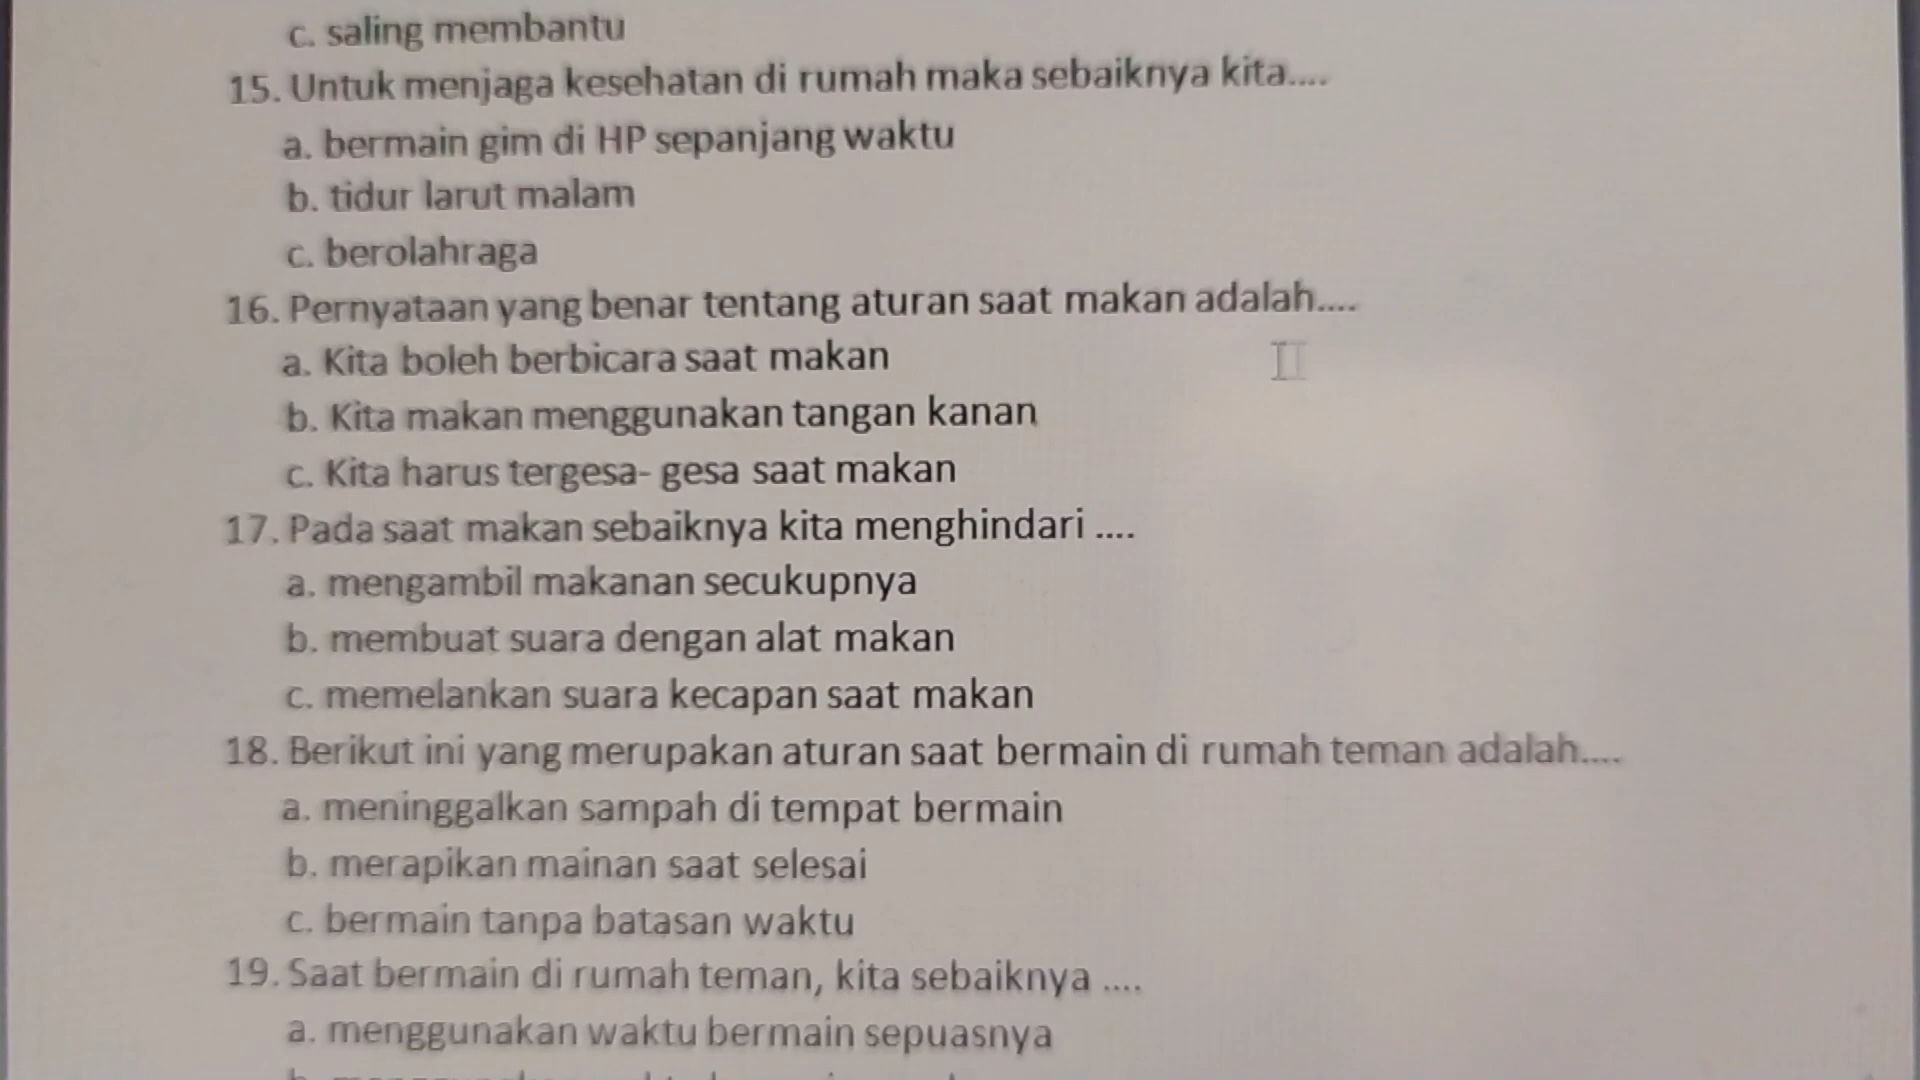 c. saling membantu
15. Untuk menjaga kesehatan di rumah maka sebaiknya kita....
a. bermain gim di HP sepanjang waktu
b. tidur larut malam
c. berolahraga
16. Pernyataan yang benar tentang aturan saat makan adalah....
a. Kita boleh berbicara saat makan
b. Kita makan menggunakan tangan kanan
c. Kita harus tergesa- gesa saat makan
17. Pada saat makan sebaiknya kita menghindari ....
a. mengambil makanan secukupnya
b. membuat suara dengan alat makan
c. memelankan suara kecapan saat makan
18. Berikut ini yang merupakan aturan saat bermain di rumah teman adalah....
a. meninggalkan sampah di tempat bermain
b. merapikan mainan saat selesai
c. bermain tanpa batasan waktu
19. Saat bermain di rumah teman, kita sebaiknya ....
a. menggunakan waktu bermain sepuasnya